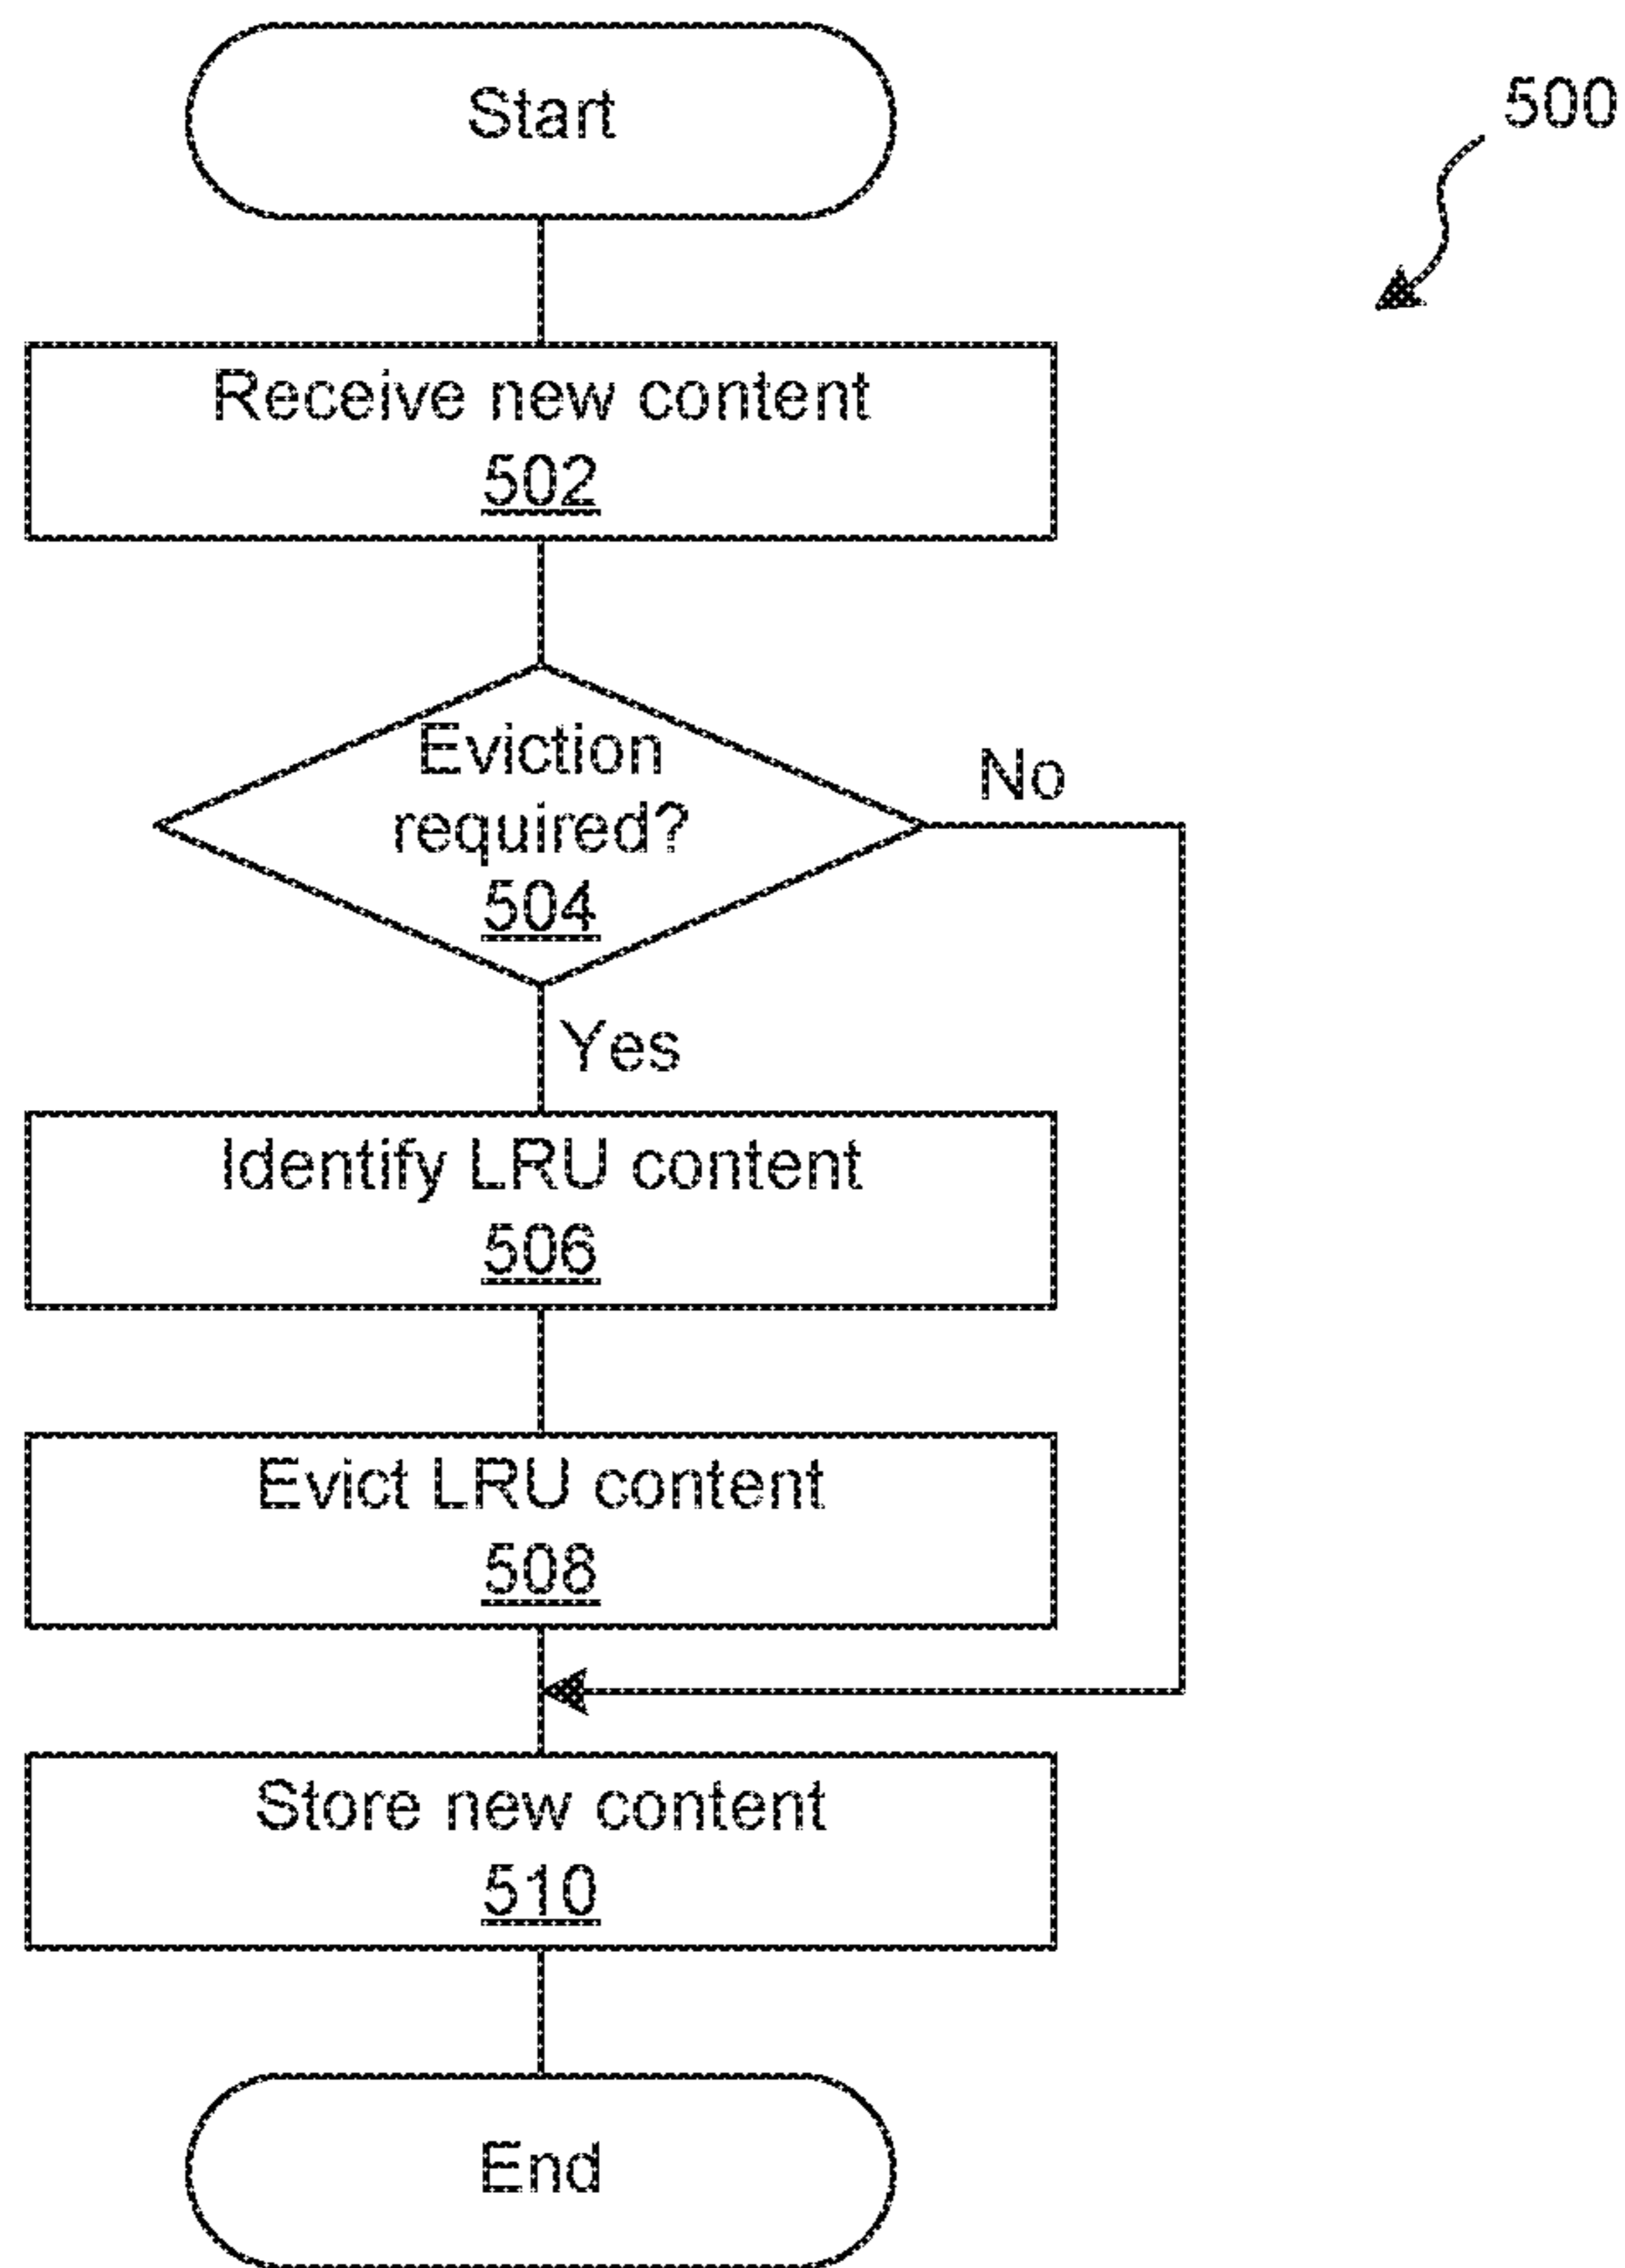 Start
500
Receive new content
502
Eviction
required?
504
No
Yes
Identify LRU content
506
Evict LRU content
508
Store new content
510
End